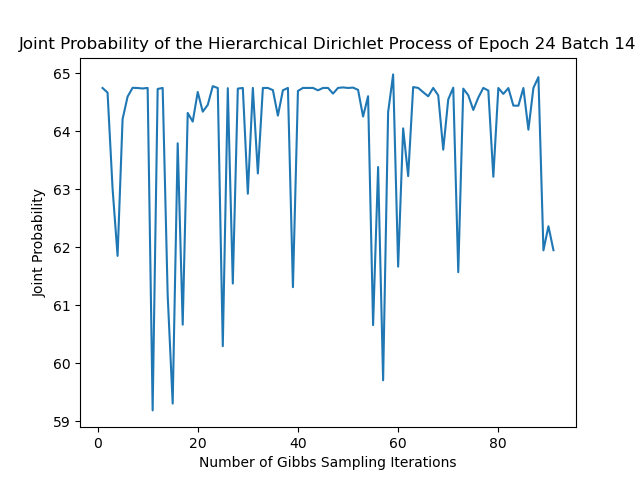 Joint Probability of the Hierarchical Dirichlet Process of Epoch 24 Batch 14
65
64
63
62
61
60
59
Joint Probability
0 20 40 60 80
Number of Gibbs Sampling Iterations